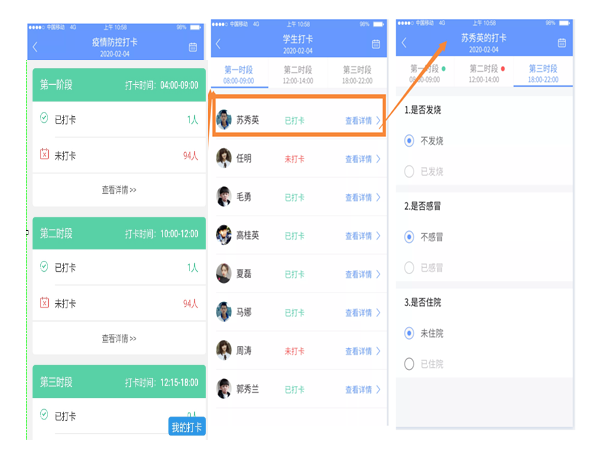 中国移动 4G 上午 10:58 98%
疫情防控打卡
2020-02-04
第一阶段 打卡时间: 04:00-09:00
已打卡 1人
未打卡 94人
查看详情 >>
第二时段 打卡时间: 10:00-12:00
已打卡 1人
未打卡 94人
查看详情 >>
第三时段 打卡时间: 12:15-18:00
已打卡
我的打卡
中国移动 4G 上午 10:58 98%
学生打卡
2020-02-04
第一时段 第二时段 第三时段
08:00-09:00 12:00-14:00 18:00-22:00
苏秀英 已打卡 查看详情
任明 未打卡 查看详情
毛勇 已打卡 查看详情
高桂英 已打卡 查看详情
夏磊 已打卡 查看详情
马娜 已打卡 查看详情
周涛 未打卡 查看详情
郭秀兰 已打卡 查看详情
中国移动 4G 上午 10:58 98%
苏秀英的打卡
2020-02-04
第一时段 第二时段 第三时段
08:00-09:00 12:00-14:00 18:00-22:00
1.是否发烧
不发烧
已发烧
2.是否感冒
不感冒
已感冒
3.是否住院
未住院
已住院